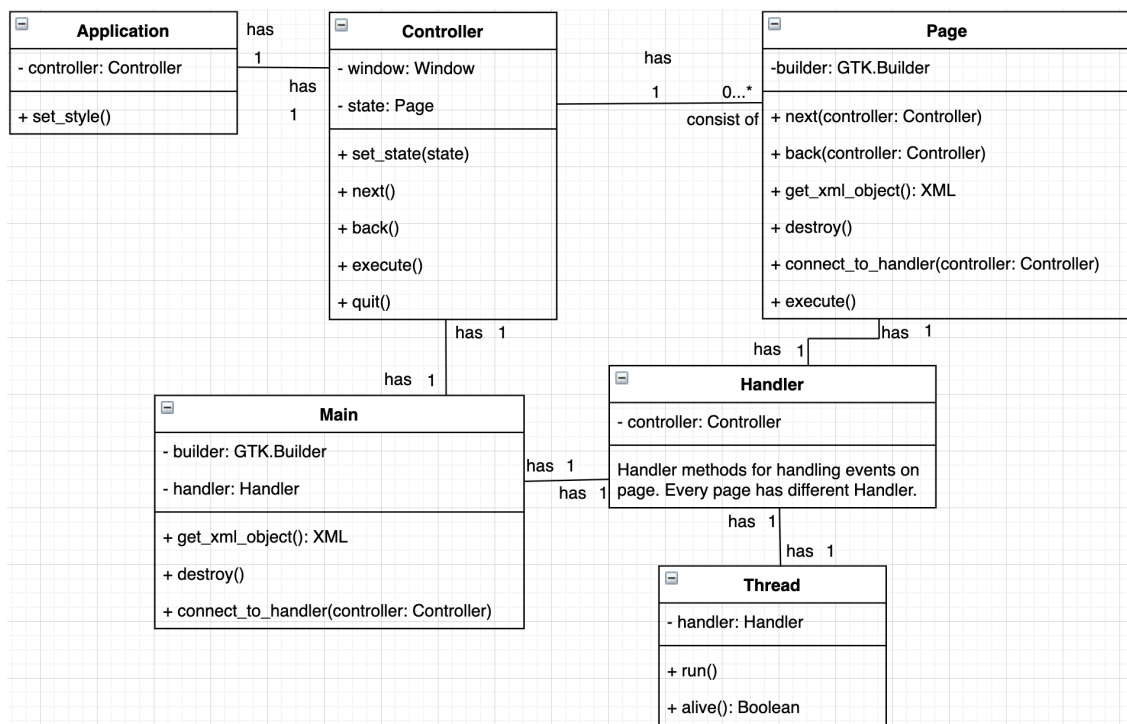 Application
- controller: Controller
+ set_style()
has
1
has
1
Controller
- window: Window
- state: Page
+ set_state(state)
+ next()
+ back()
+ execute()
+ quit()
has
1
0...*
consist of
Page
-builder: GTK.Builder
+ next(controller: Controller)
+ back(controller: Controller)
+ get_xml_object(): XML
+ destroy()
+ connect_to_handler(controller: Controller)
+ execute()
has 1
has 1
has 1
has 1
Main
- builder: GTK.Builder
- handler: Handler
+ get_xml_object(): XML
+ destroy()
+ connect_to_handler(controller: Controller)
has 1
has 1
Handler
- controller: Controller
Handler methods for handling events on
page. Every page has different Handler.
has 1
has 1
Thread
- handler: Handler
+ run()
+ alive(): Boolean